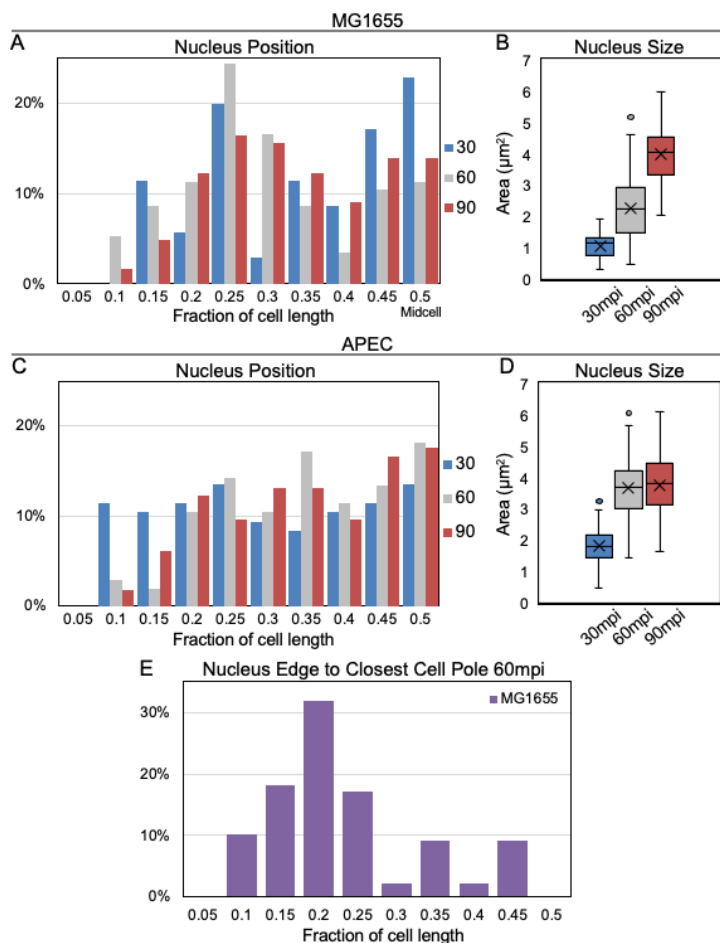 MG1655
A
Nucleus Position
20%
10%
0%
0.05 0.1 0.15 0.2 0.25 0.3 0.35 0.4 0.45 0.5
Fraction of cell length
Midcell
30
60
90
B
Nucleus Size
Area (μm²)
7
6
5
4
3
2
1
0
30mpi
60mpi
90mpi
APEC
C
Nucleus Position
20%
10%
0%
0.05 0.1 0.15 0.2 0.25 0.3 0.35 0.4 0.45 0.5
Fraction of cell length
30
60
90
D
Nucleus Size
Area (μm²)
7
6
5
4
3
2
1
0
30mpi
60mpi
90mpi
E
Nucleus Edge to Closest Cell Pole 60mpi
MG1655
30%
20%
10%
0%
0.05 0.1 0.15 0.2 0.25 0.3 0.35 0.4 0.45 0.5
Fraction of cell length